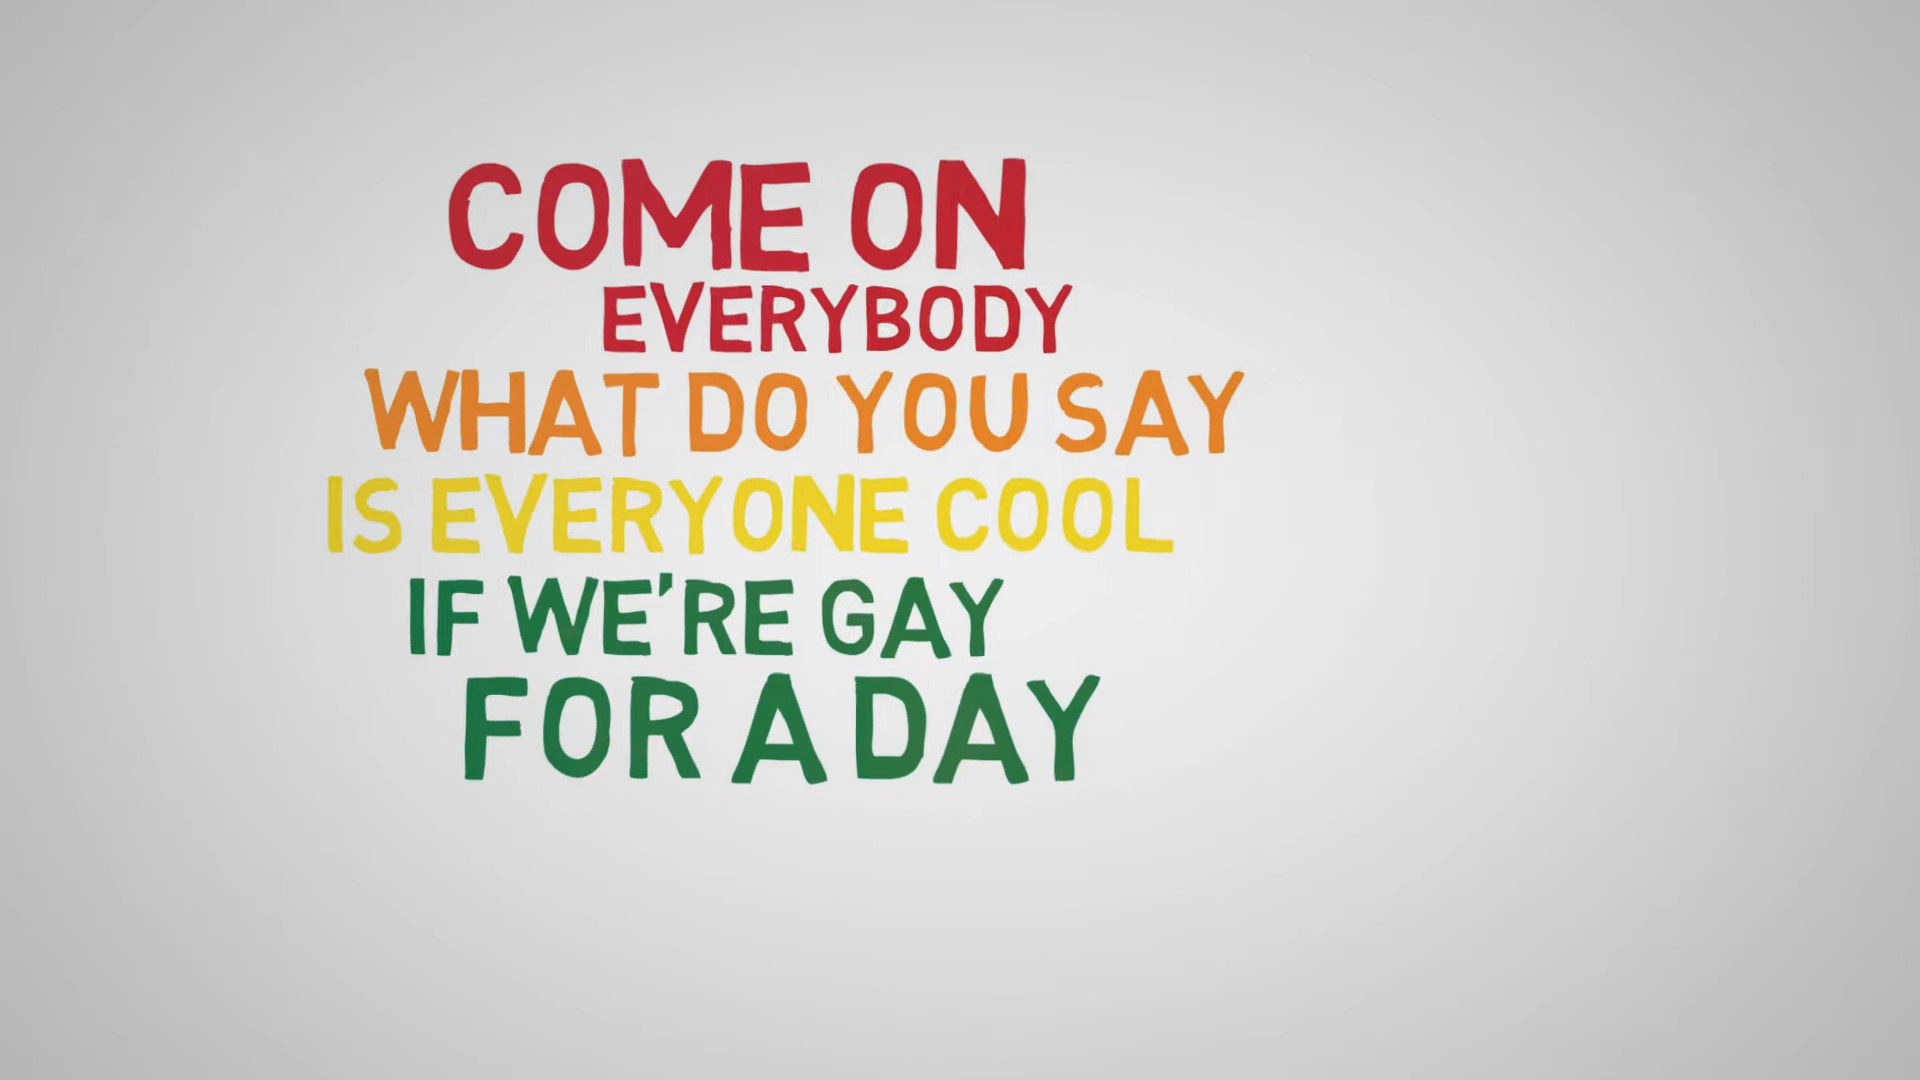 COME ON
EVERYBODY
WHAT DO YOU SAY
IS EVERYONE COOL
IF WE'RE GAY
FOR A DAY